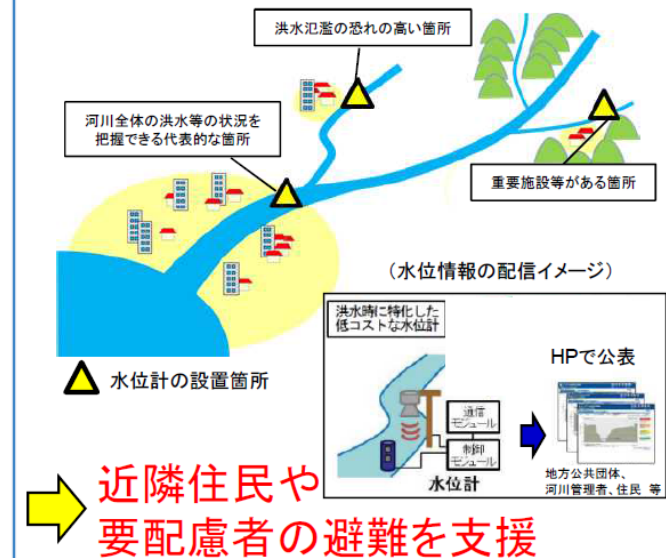 洪水氾濫の恐れの高い箇所
河川全体の洪水等の状況を
把握できる代表的な箇所
重要施設等がある箇所
（水位情報の配信イメージ）
洪水時に特化した
低コストな水位計
HPで公表
通信
モジュール
制御
モジュール
水位計
地方公共団体、
河川管理者、住民 等
水位計の設置箇所
近隣住民や
要配慮者の避難を支援